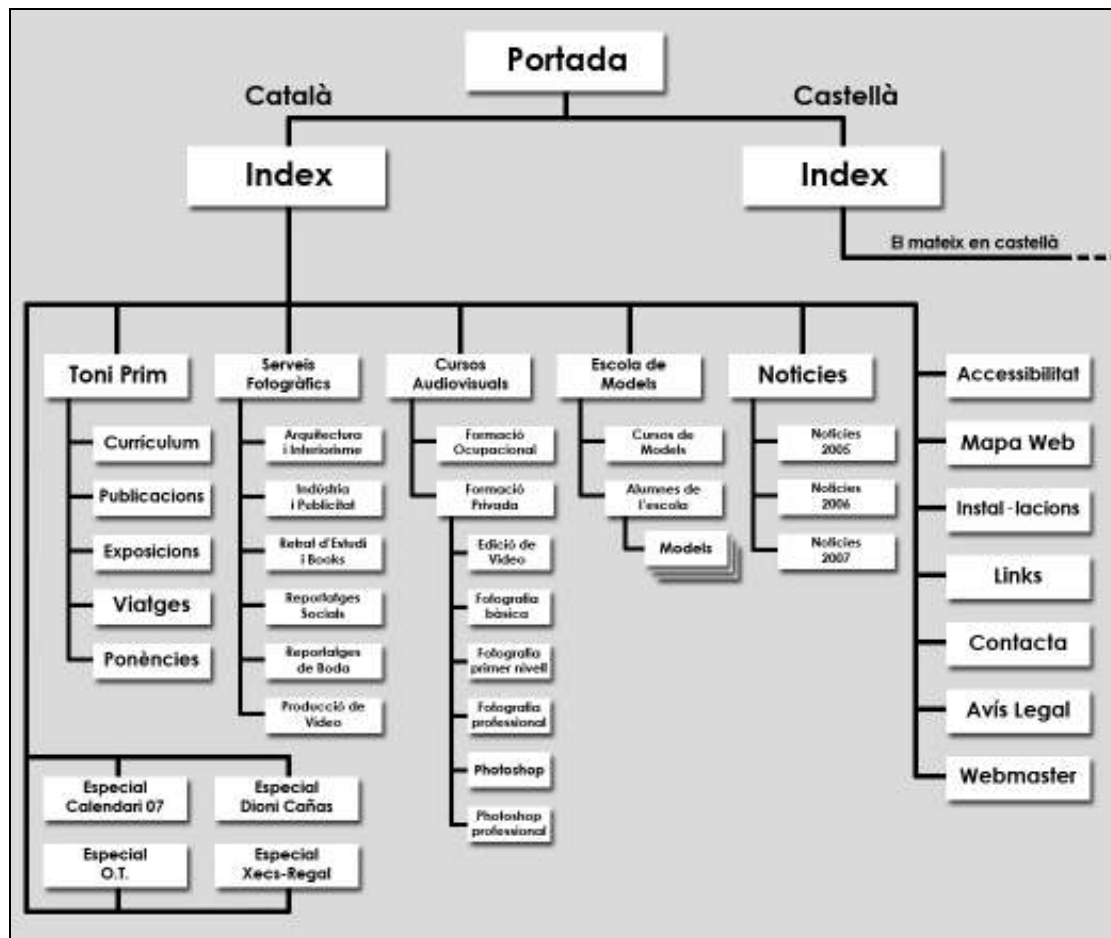 Portada
Català
Castellà
Index
Index
El mateix en castellà
Toni Prim
Currículum
Publicacions
Exposicions
Viatges
Ponències
Serveis
Fotogràfics
Arquitectura
i Interiorisme
Indústria
i Publicitat
Retrat d'Estudi
i Books
Reportatges
Socials
Reportatges
de Boda
Producció de
Vídeo
Cursos
Audiovisuals
Formació
Ocupacional
Formació
Privada
Edició de
Vídeo
Fotografia
bàsica
Fotografia
primer nivell
Fotografia
professional
Photoshop
Photoshop
professional
Escola de
Models
Cursos de
Models
Alumnes de
l'escola
Models
Noticies
Noticies
2005
Noticies
2006
Noticies
2007
Accessibilitat
Mapa Web
Instal·lacions
Links
Contacta
Avís Legal
Webmaster
Especial
Calendari 07
Especial
Dioni Cañas
Especial
O.T.
Especial
Xecs-Regal